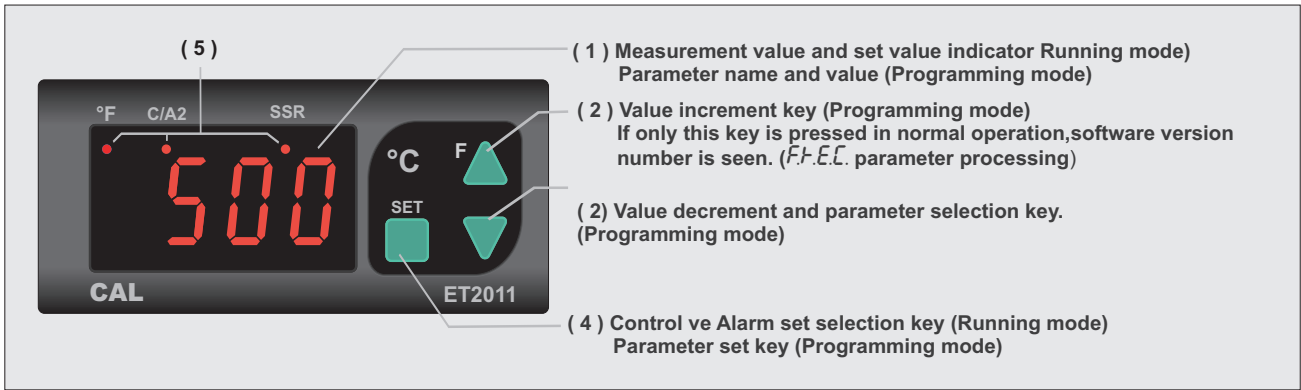 ( 5 )
( 1 ) Measurement value and set value indicator Running mode)
Parameter name and value (Programming mode)
( 2 ) Value increment key (Programming mode)
If only this key is pressed in normal operation,software version
number is seen. ( parameter processing)
( 2) Value decrement and parameter selection key.
(Programming mode)
( 4 ) Control ve Alarm set selection key (Running mode)
Parameter set key (Programming mode)
°F C/A2 SSR
500
°C
F
SET
CAL
ET2011